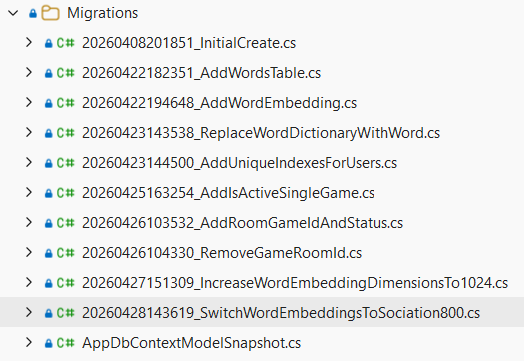 Migrations
C# 20260408201851_InitialCreate.cs
C# 20260422182351_AddWordsTable.cs
C# 20260422194648_AddWordEmbedding.cs
C# 20260423143538_ReplaceWordDictionaryWithWord.cs
C# 20260423144500_AddUniqueIndexesForUsers.cs
C# 20260425163254_AddIsActiveSingleGame.cs
C# 20260426103532_AddRoomGameIdAndStatus.cs
C# 20260426104330_RemoveGameRoomId.cs
C# 20260427151309_IncreaseWordEmbeddingDimensionsTo1024.cs
C# 20260428143619_SwitchWordEmbeddingsToSociation800.cs
C# AppDbContextModelSnapshot.cs